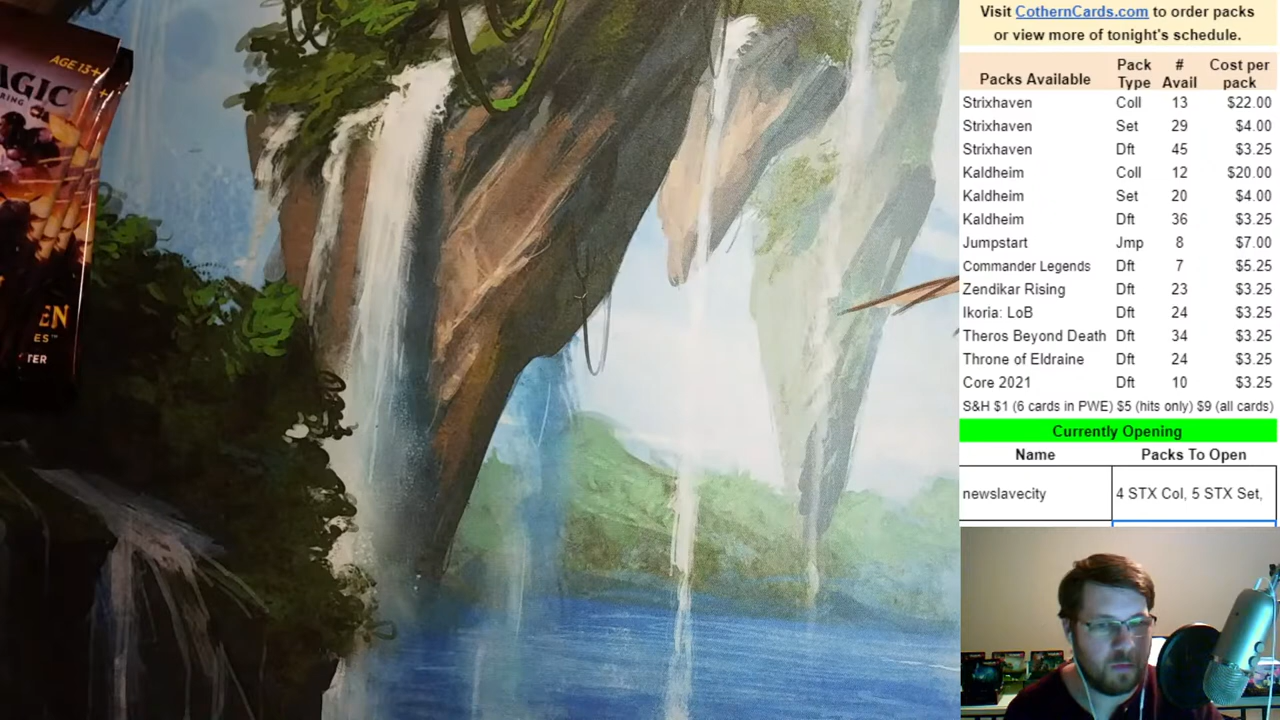 AGE 13+
AGIC
RING
EN
ES™
TER
Visit CothernCards.com to order packs
or view more of tonight's schedule.
Packs Available Pack Type # Avail Cost per pack
Strixhaven Coll 13 $22.00
Strixhaven Set 29 $4.00
Strixhaven Dft 45 $3.25
Kaldheim Coll 12 $20.00
Kaldheim Set 20 $4.00
Kaldheim Dft 36 $3.25
Jumpstart Jmp 8 $7.00
Commander Legends Dft 7 $5.25
Zendikar Rising Dft 23 $3.25
Ikoria: LoB Dft 24 $3.25
Theros Beyond Death Dft 34 $3.25
Throne of Eldraine Dft 24 $3.25
Core 2021 Dft 10 $3.25
S&H $1 (6 cards in PWE) $5 (hits only) $9 (all cards)
Currently Opening
Name Packs To Open
newslavecity 4 STX Col, 5 STX Set,